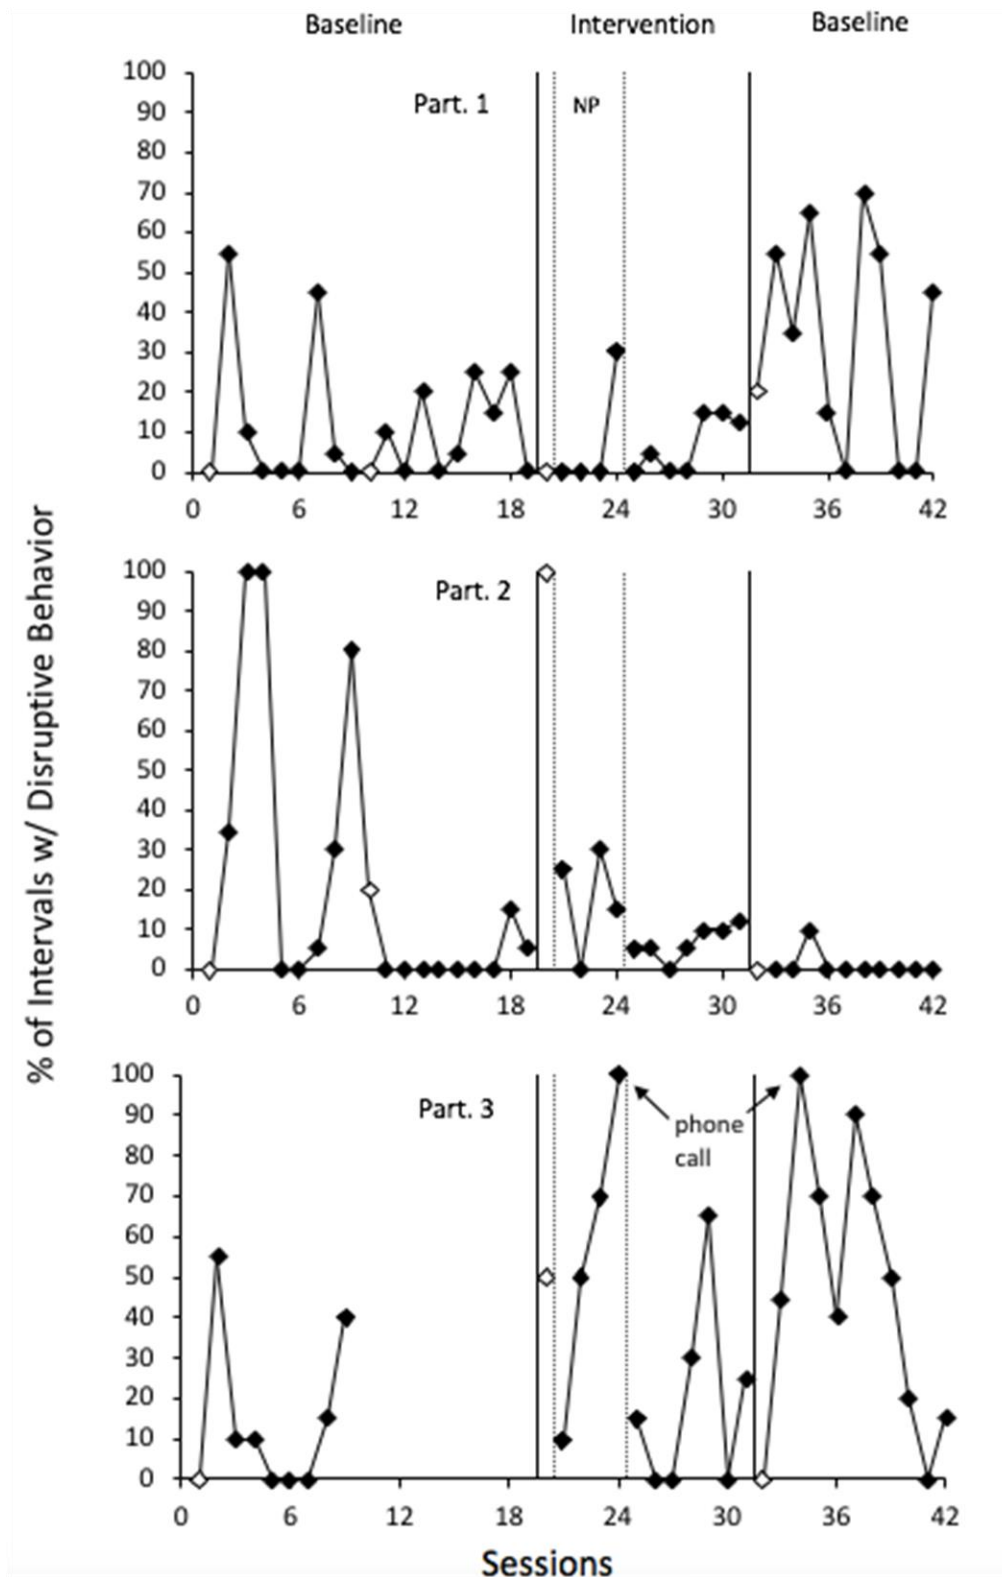 Baseline Intervention Baseline
100
90
80
70
60
50
40
30
20
10
0
Part. 1
NP
0 6 12 18 24 30 36 42
100
90
80
70
60
50
40
30
20
10
0
Part. 2
0 6 12 18 24 30 36 42
100
90
80
70
60
50
40
30
20
10
0
Part. 3
phone
call
0 6 12 18 24 30 36 42
% of Intervals w/ Disruptive Behavior
Sessions